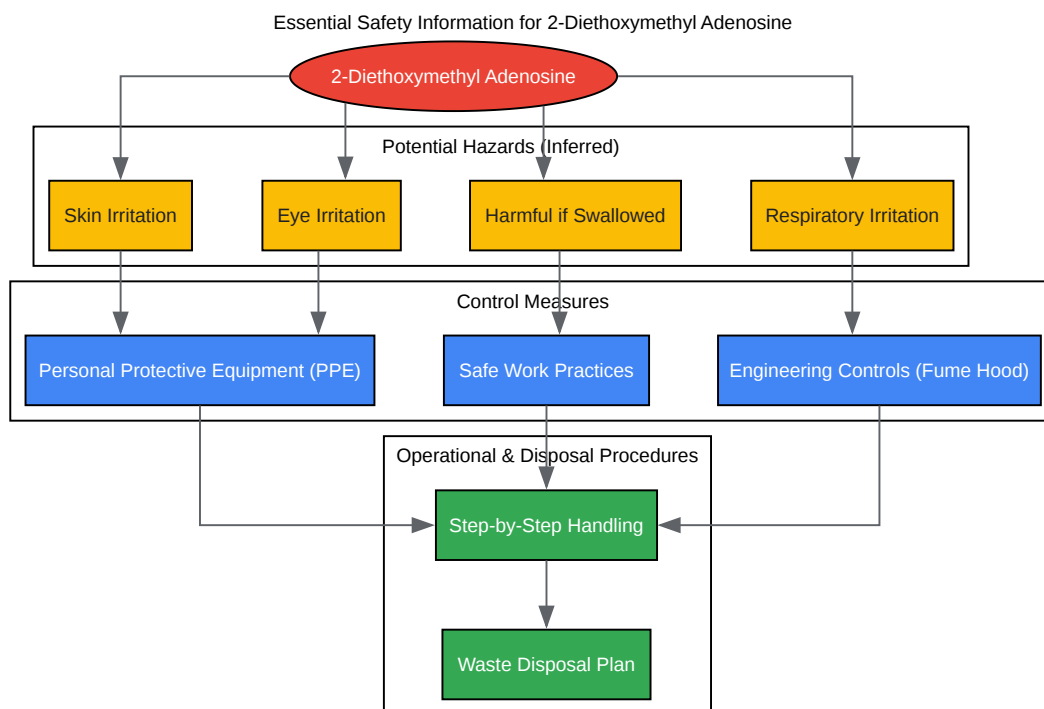 Essential Safety Information for 2-Diethoxymethyl Adenosine
2-Diethoxymethyl Adenosine
Potential Hazards (Inferred)
Skin Irritation
Eye Irritation
Harmful if Swallowed
Respiratory Irritation
Control Measures
Personal Protective Equipment (PPE)
Safe Work Practices
Engineering Controls (Fume Hood)
Operational & Disposal Procedures
Step-by-Step Handling
Waste Disposal Plan